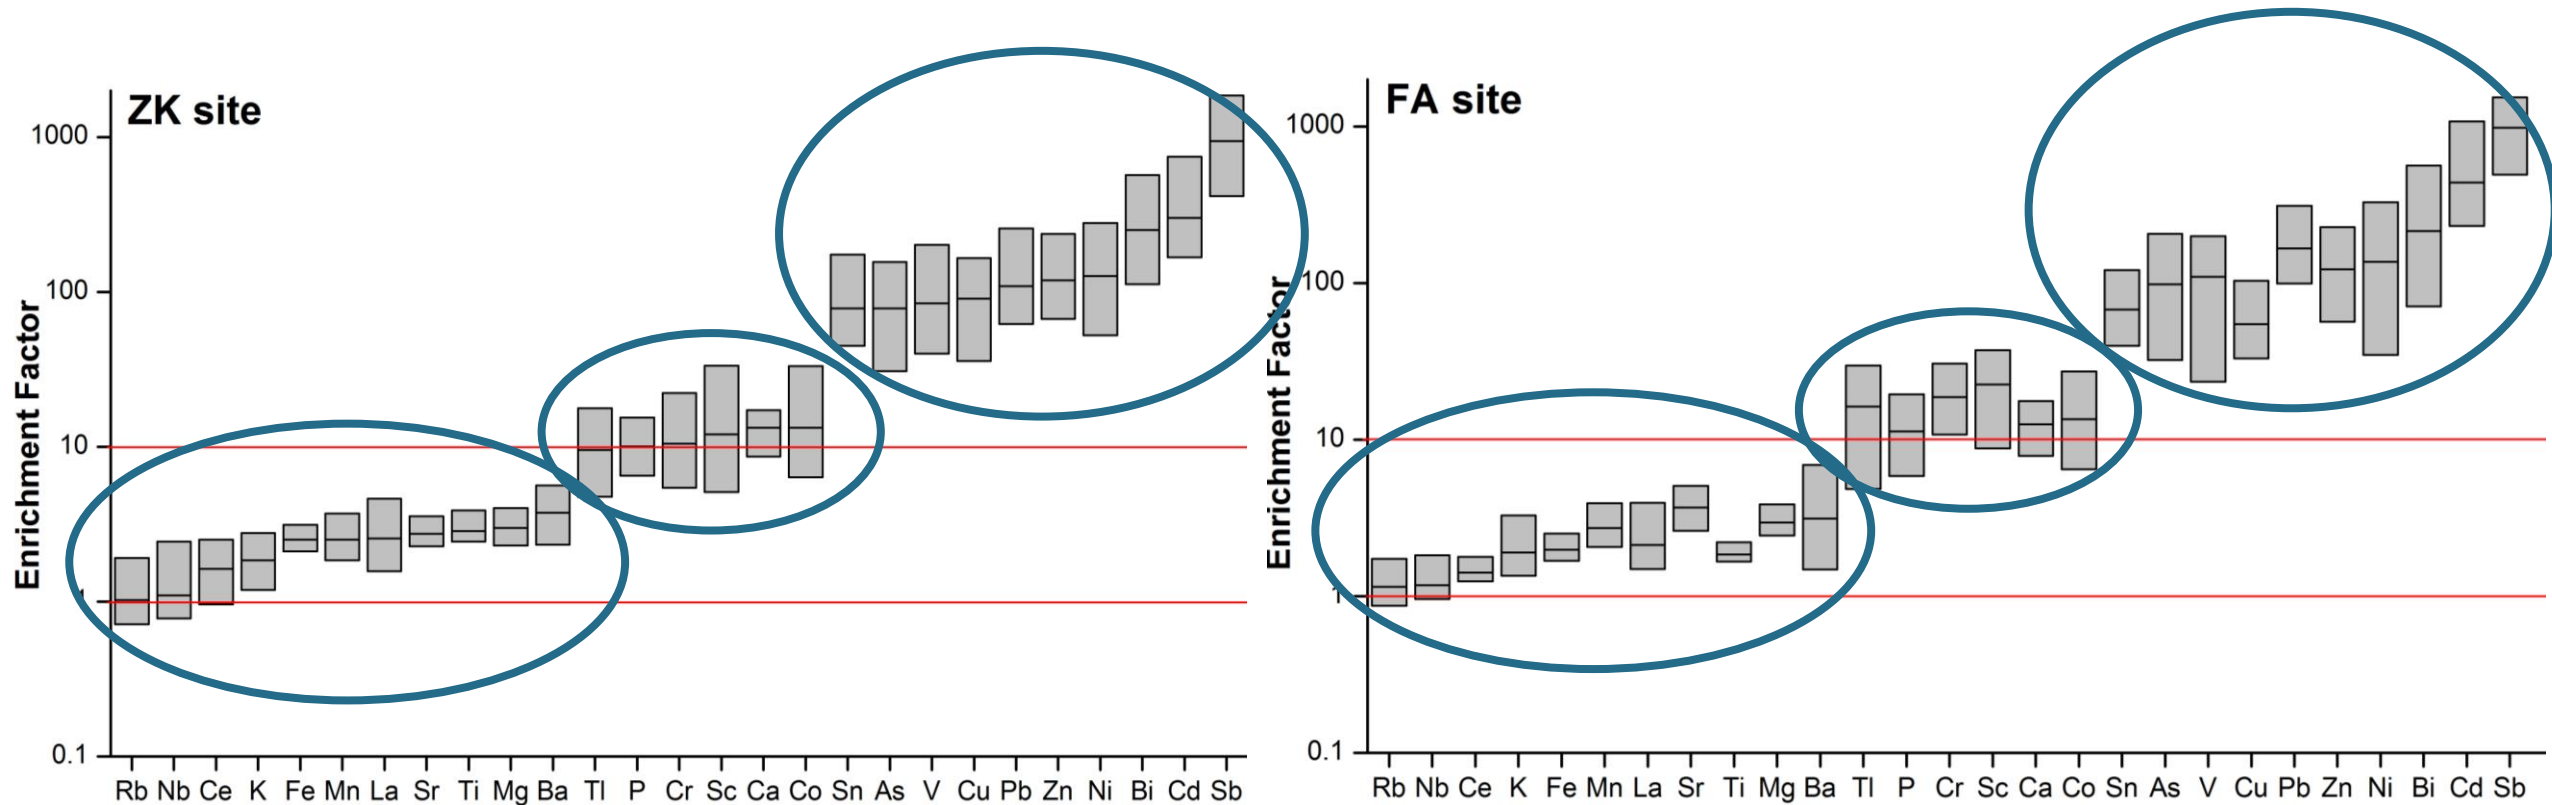 ZK site
Enrichment Factor
1000
100
10
1
0.1
Rb Nb Ce K Fe Mn La Sr Ti Mg Ba Tl P Cr Sc Ca Co Sn As V Cu Pb Zn Ni Bi Cd Sb
FA site
Enrichment Factor
1000
100
10
1
0.1
Rb Nb Ce K Fe Mn La Sr Ti Mg Ba Tl P Cr Sc Ca Co Sn As V Cu Pb Zn Ni Bi Cd Sb